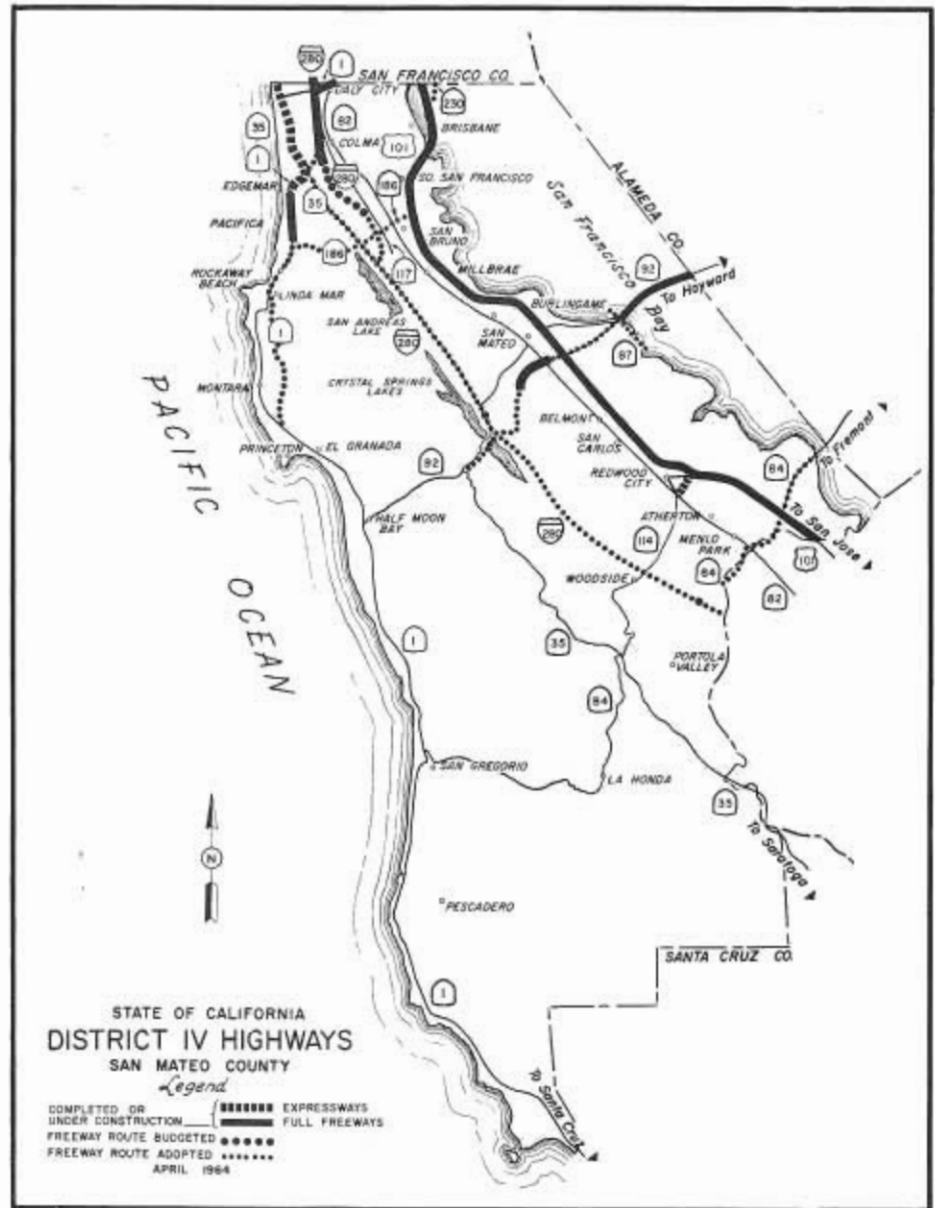 280
1
SAN FRANCISCO CO.
DALY CITY
230
35
82
BRISBANE
COLMA
101
1
ALAMEDA CO.
280
186
SO. SAN FRANCISCO
EDGEMAR
35
San Francisco Bay
PACIFICA
SAN BRUNO
186
92
117
MILLBRAE
To Hayward
ROCKAWAY BEACH
LINDA MAR
BURLINGAME
SAN ANDREAS LAKE
1
280
SAN MATEO
87
PACIFIC OCEAN
CRYSTAL SPRINGS LAKES
MONTARA
BELMONT
SAN CARLOS
To Fremont
PRINCETON
EL GRANADA
92
REDWOOD CITY
84
To San Jose
HALF MOON BAY
ATHERTON
280
114
MENLO PARK
101
84
WOODSIDE
82
1
35
PORTOLA VALLEY
84
SAN GREGORIO
LA HONDA
35
To Saratoga
N
PESCADERO
SANTA CRUZ CO.
1
To Santa Cruz
STATE OF CALIFORNIA
DISTRICT IV HIGHWAYS
SAN MATEO COUNTY
Legend
COMPLETED OR UNDER CONSTRUCTION
EXPRESSWAYS
FULL FREEWAYS
FREEWAY ROUTE BUDGETED
FREEWAY ROUTE ADOPTED
APRIL 1964